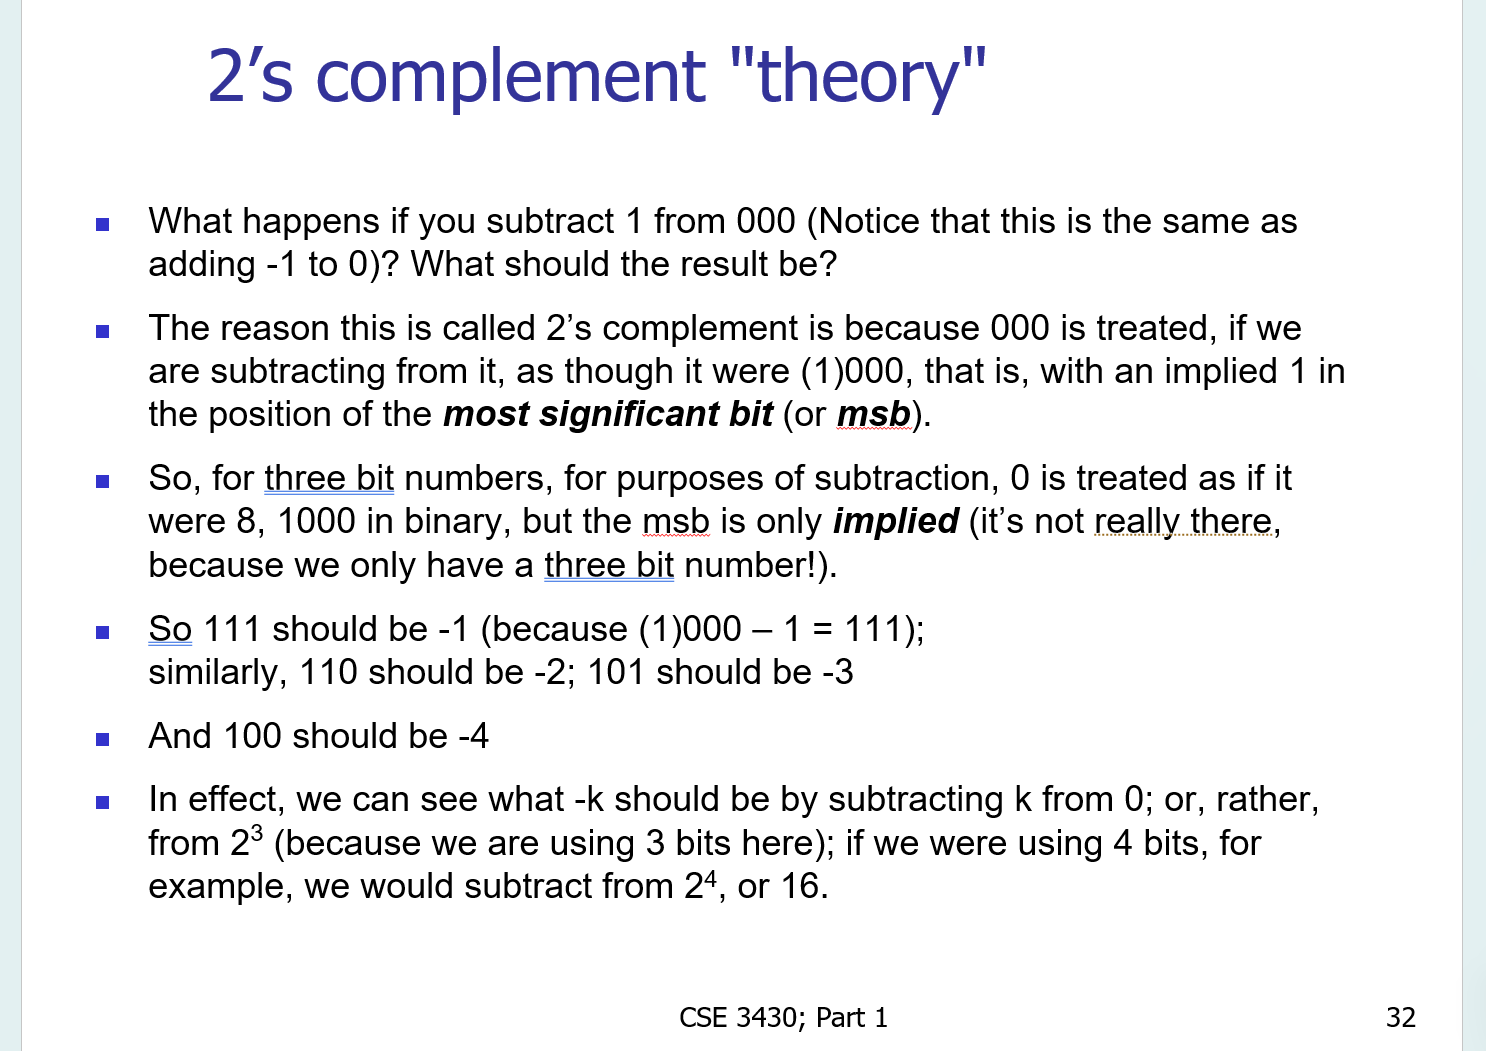 2’s complement "theory"
What happens if you subtract 1 from 000 (Notice that this is the same as
adding -1 to 0)? What should the result be?
The reason this is called 2’s complement is because 000 is treated, if we
are subtracting from it, as though it were (1)000, that is, with an implied 1 in
the position of the most significant bit (or msb).
So, for three bit numbers, for purposes of subtraction, 0 is treated as if it
were 8, 1000 in binary, but the msb is only implied (it’s not really there,
because we only have a three bit number!).
So 111 should be -1 (because (1)000 – 1 = 111);
similarly, 110 should be -2; 101 should be -3
And 100 should be -4
In effect, we can see what -k should be by subtracting k from 0; or, rather,
from 2³ (because we are using 3 bits here); if we were using 4 bits, for
example, we would subtract from 2⁴, or 16.
CSE 3430; Part 1
32